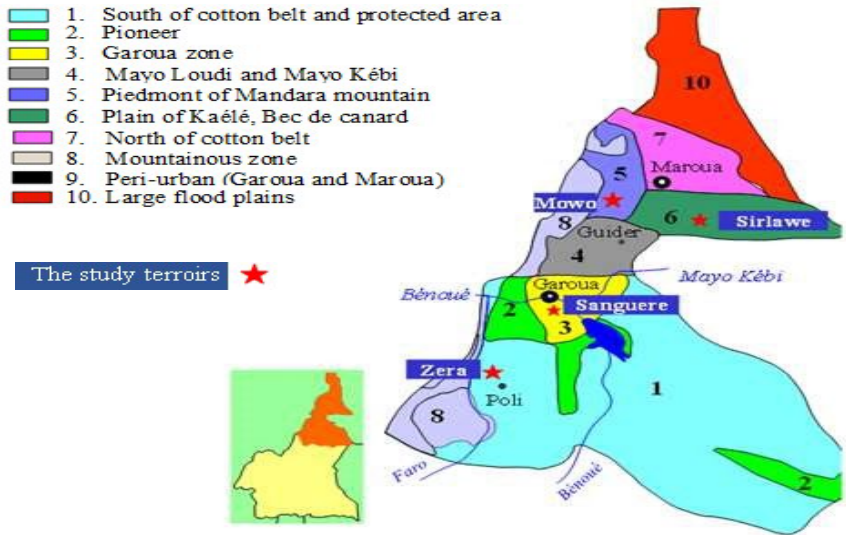 1. South of cotton belt and protected area
2. Pioneer
3. Garoua zone
4. Mayo Loudi and Mayo Kébi
5. Piedmont of Mandara mountain
6. Plain of Kaélé, Bec de canard
7. North of cotton belt
8. Mountainous zone
9. Peri-urban (Garoua and Maroua)
10. Large flood plains
The study terroirs
10
7
5
Maroua
Mowo
8
6
Sirlawe
Guider
4
Mayo Kébi
Bénoué
Garoua
2
Sanguere
3
Zera
Poli
1
8
Faro
Bénoué
2